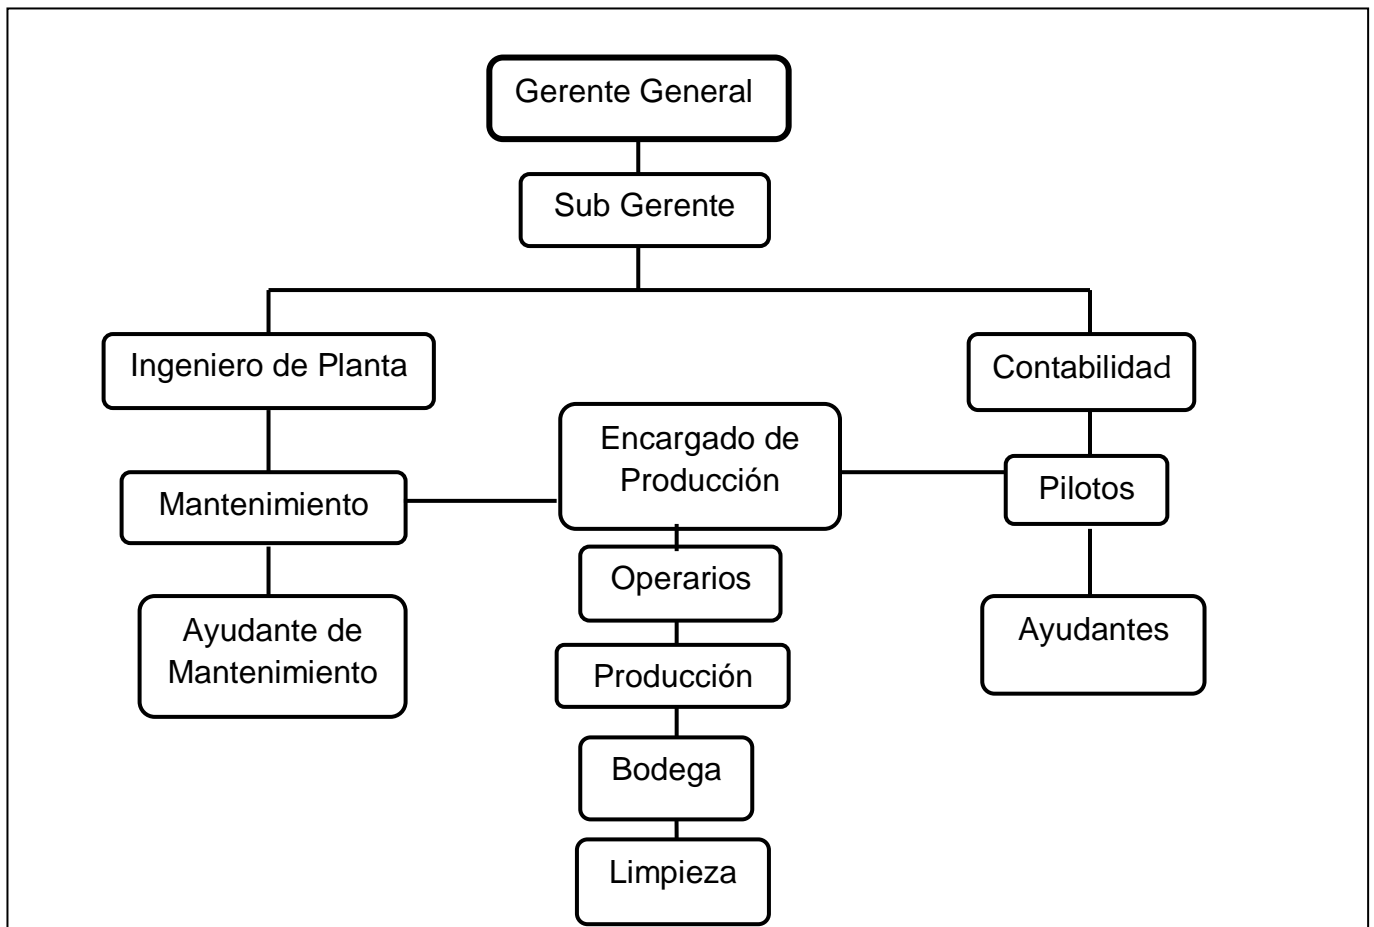 Gerente General
Sub Gerente
Ingeniero de Planta
Contabilidad
Encargado de
Producción
Mantenimiento
Pilotos
Operarios
Ayudante de
Mantenimiento
Ayudantes
Producción
Bodega
Limpieza